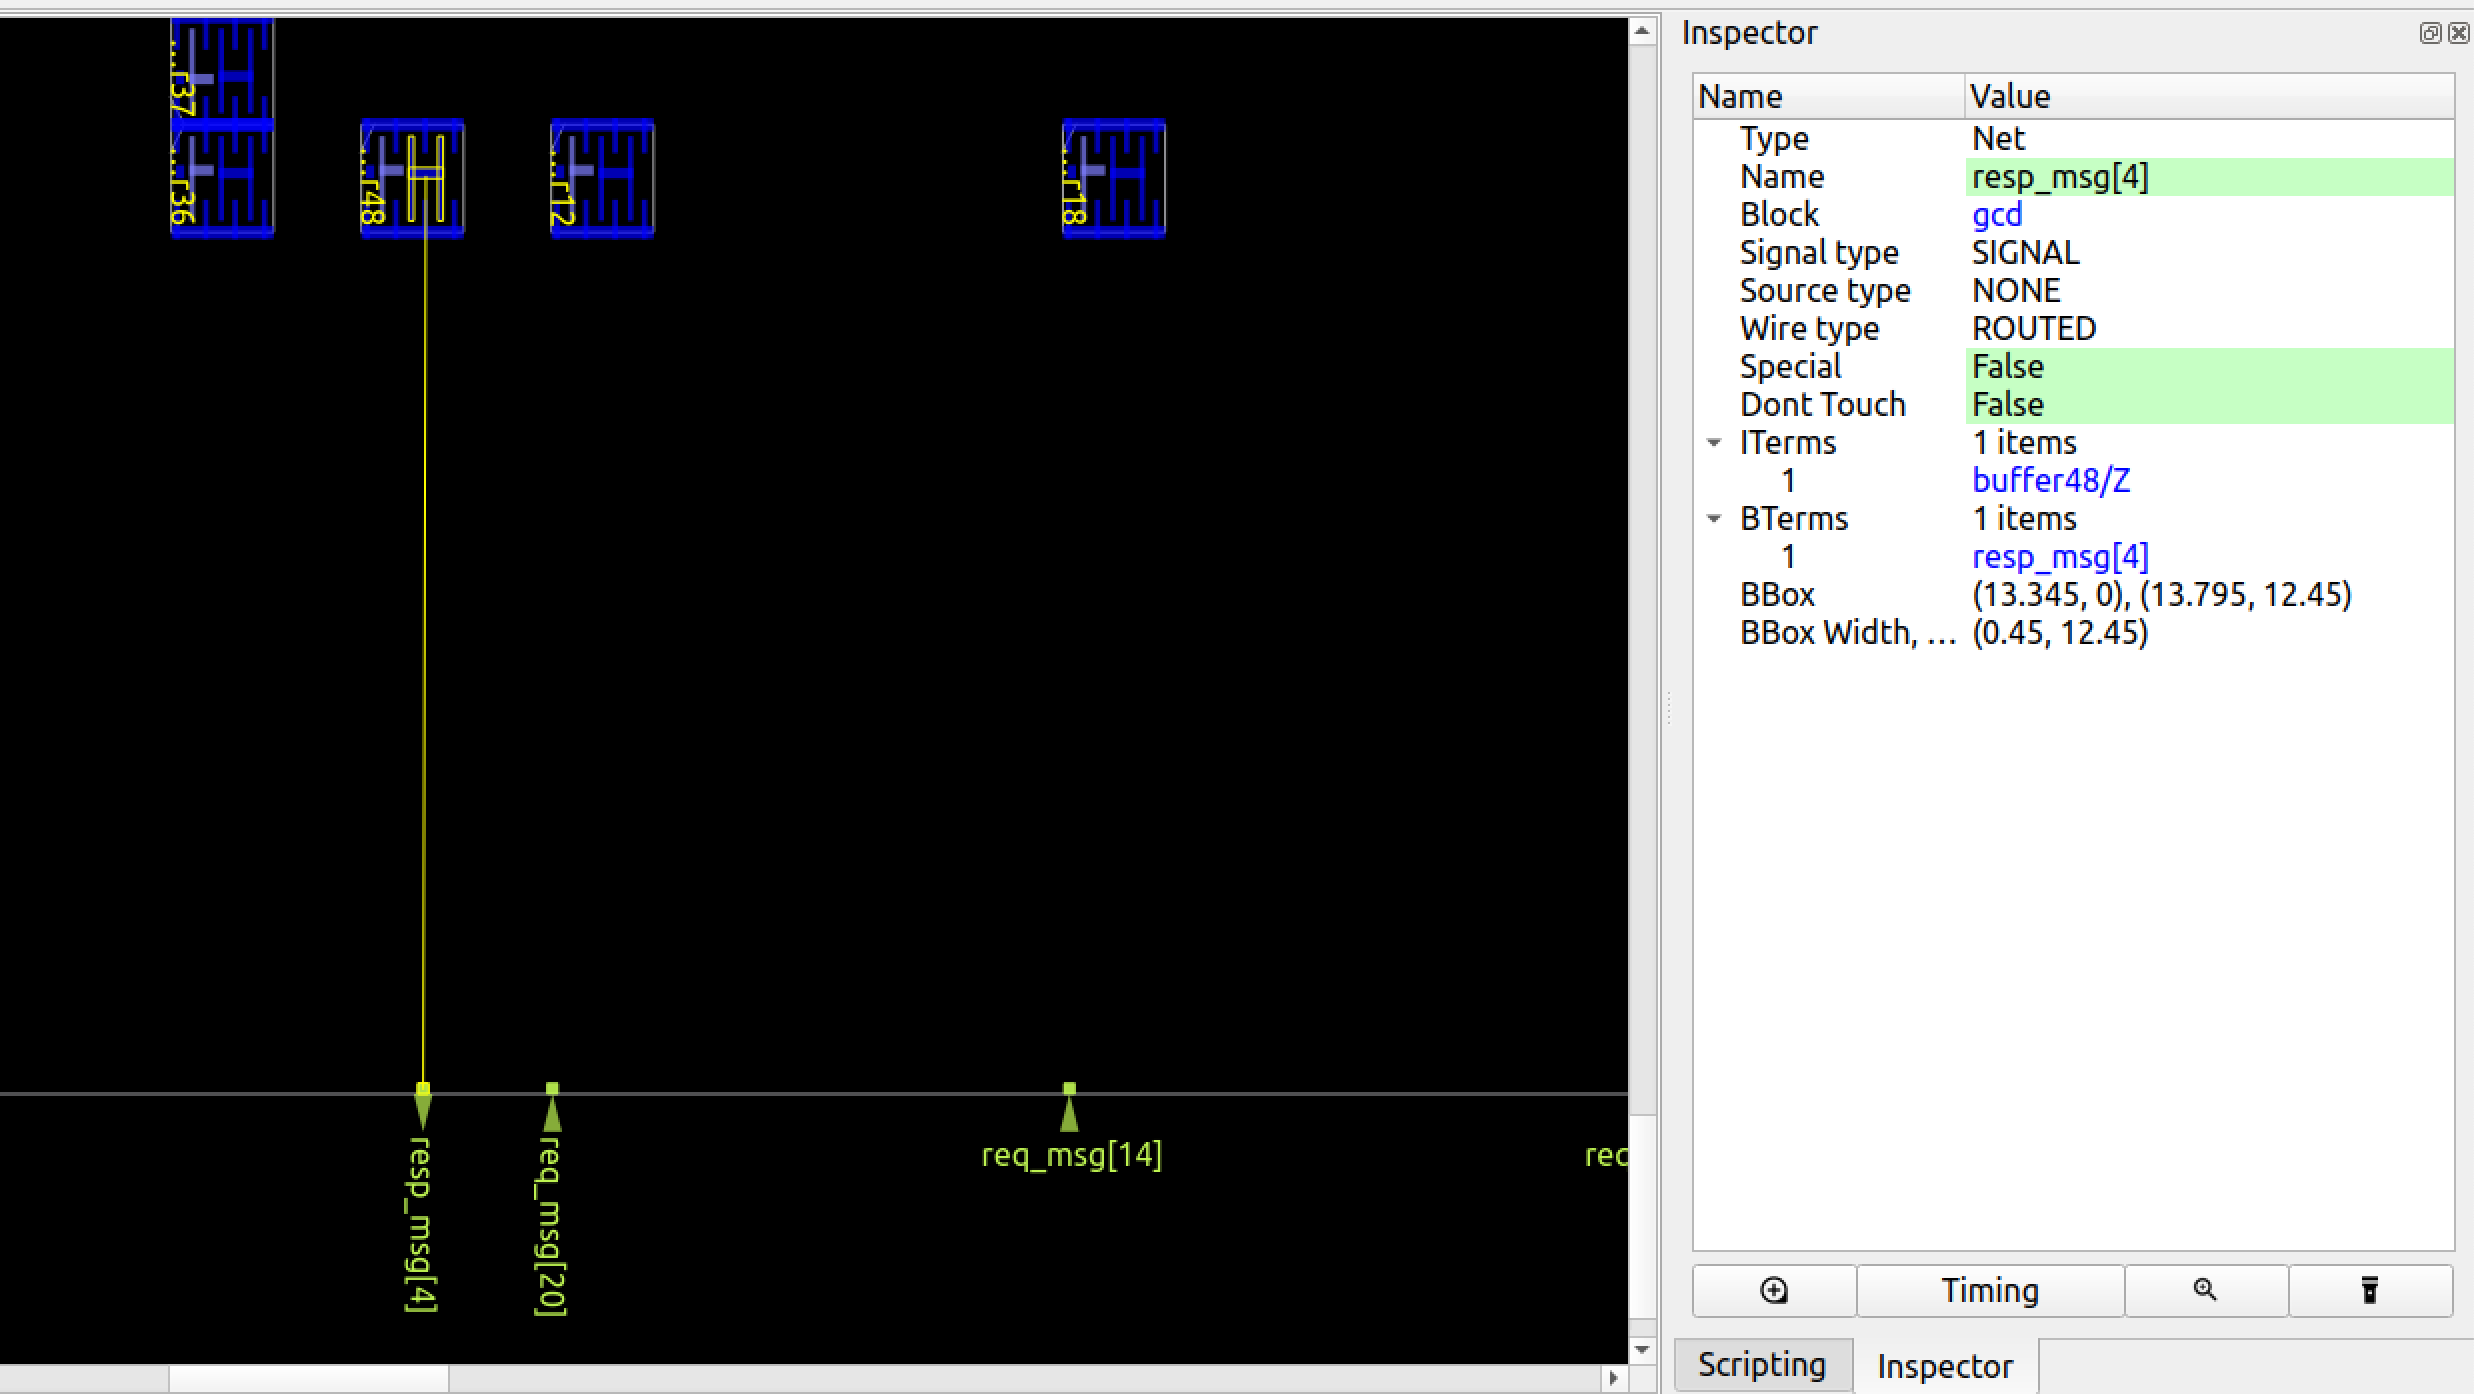 Inspector
Name Value
Type Net
Name resp_msg[4]
Block gcd
Signal type SIGNAL
Source type NONE
Wire type ROUTED
Special False
Dont Touch False
ITerms 1 items
1 buffer48/Z
BTerms 1 items
1 resp_msg[4]
BBox (13.345, 0), (13.795, 12.45)
BBox Width, ... (0.45, 12.45)
Timing
Scripting
Inspector
...r37
...r36
...r48
...r12
...r18
resp_msg[4]
req_msg[20]
req_msg[14]
rec